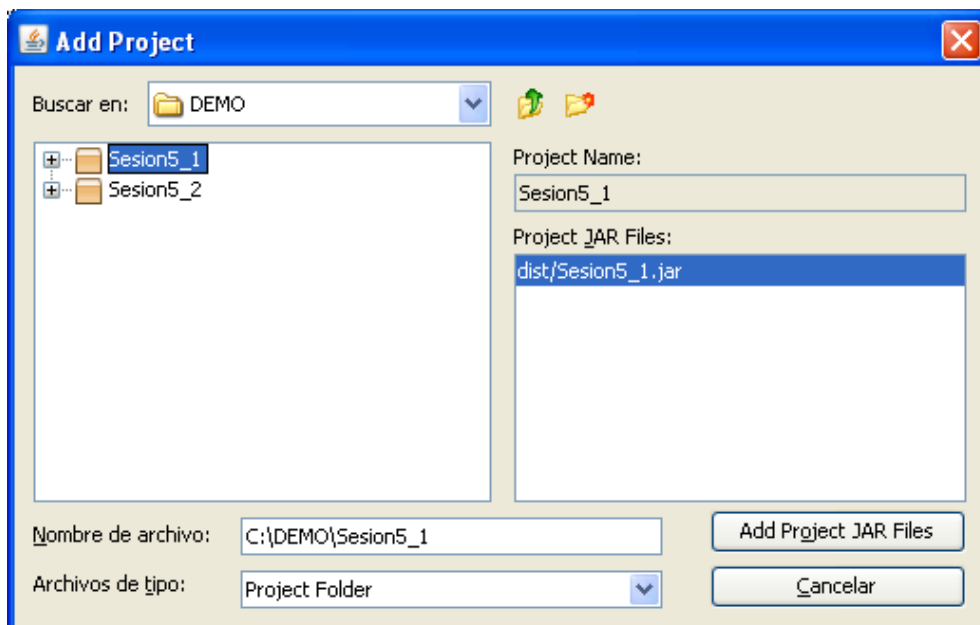 Add Project
Buscar en: DEMO
Sesion5_1
Sesion5_2
Project Name:
Sesion5_1
Project JAR Files:
dist/Sesion5_1.jar
Nombre de archivo: C:\DEMO\Sesion5_1
Add Project JAR Files
Archivos de tipo: Project Folder
Cancelar